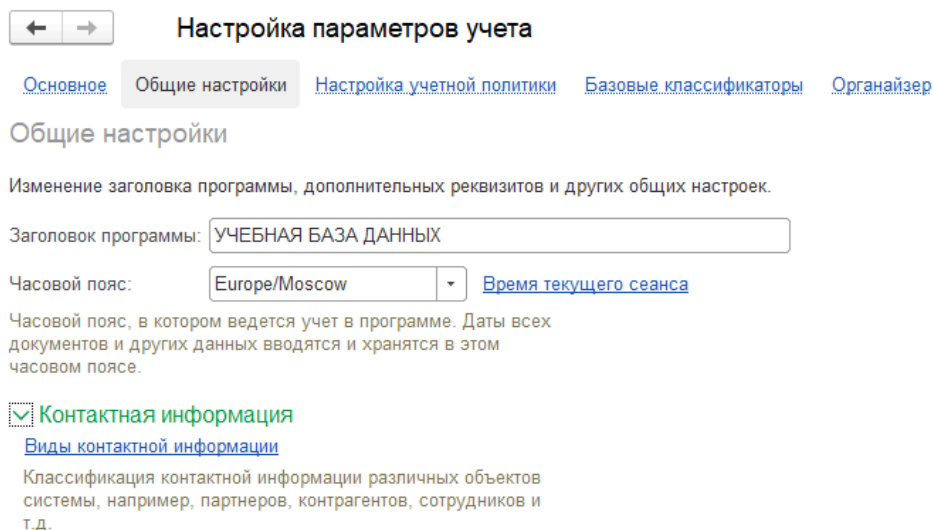 Настройка параметров учета
Основное Общие настройки Настройка учетной политики Базовые классификаторы Органайзер
Общие настройки
Изменение заголовка программы, дополнительных реквизитов и других общих настроек.
Заголовок программы: УЧЕБНАЯ БАЗА ДАННЫХ
Часовой пояс: Europe/Moscow Время текущего сеанса
Часовой пояс, в котором ведется учет в программе. Даты всех
документов и других данных вводятся и хранятся в этом
часовом поясе.
Контактная информация
Виды контактной информации
Классификация контактной информации различных объектов
системы, например, партнеров, контрагентов, сотрудников и
т.д.